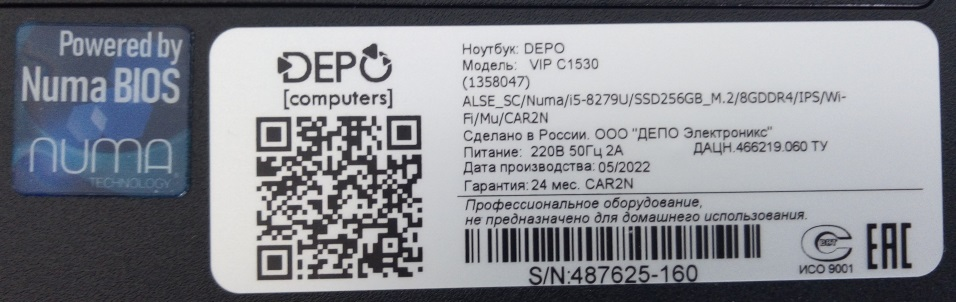 Powered by
Numa BIOS
NUMA
TECHNOLOGY
DEPO
[computers]
Ноутбук: DEPO
Модель: VIP C1530
(1358047)
ALSE_SC/Numa/i5-8279U/SSD256GB_M.2/8GDDR4/IPS/Wi-
Fi/Mu/CAR2N
Сделано в России. ООО "ДЕПО Электроникс"
Питание: 220В 50Гц 2А ДАЦН.466219.060 ТУ
Дата производства: 05/2022
Гарантия: 24 мес. CAR2N
Профессиональное оборудование,
не предназначено для домашнего использования.
S/N:487625-160
ИСО 9001
EAC